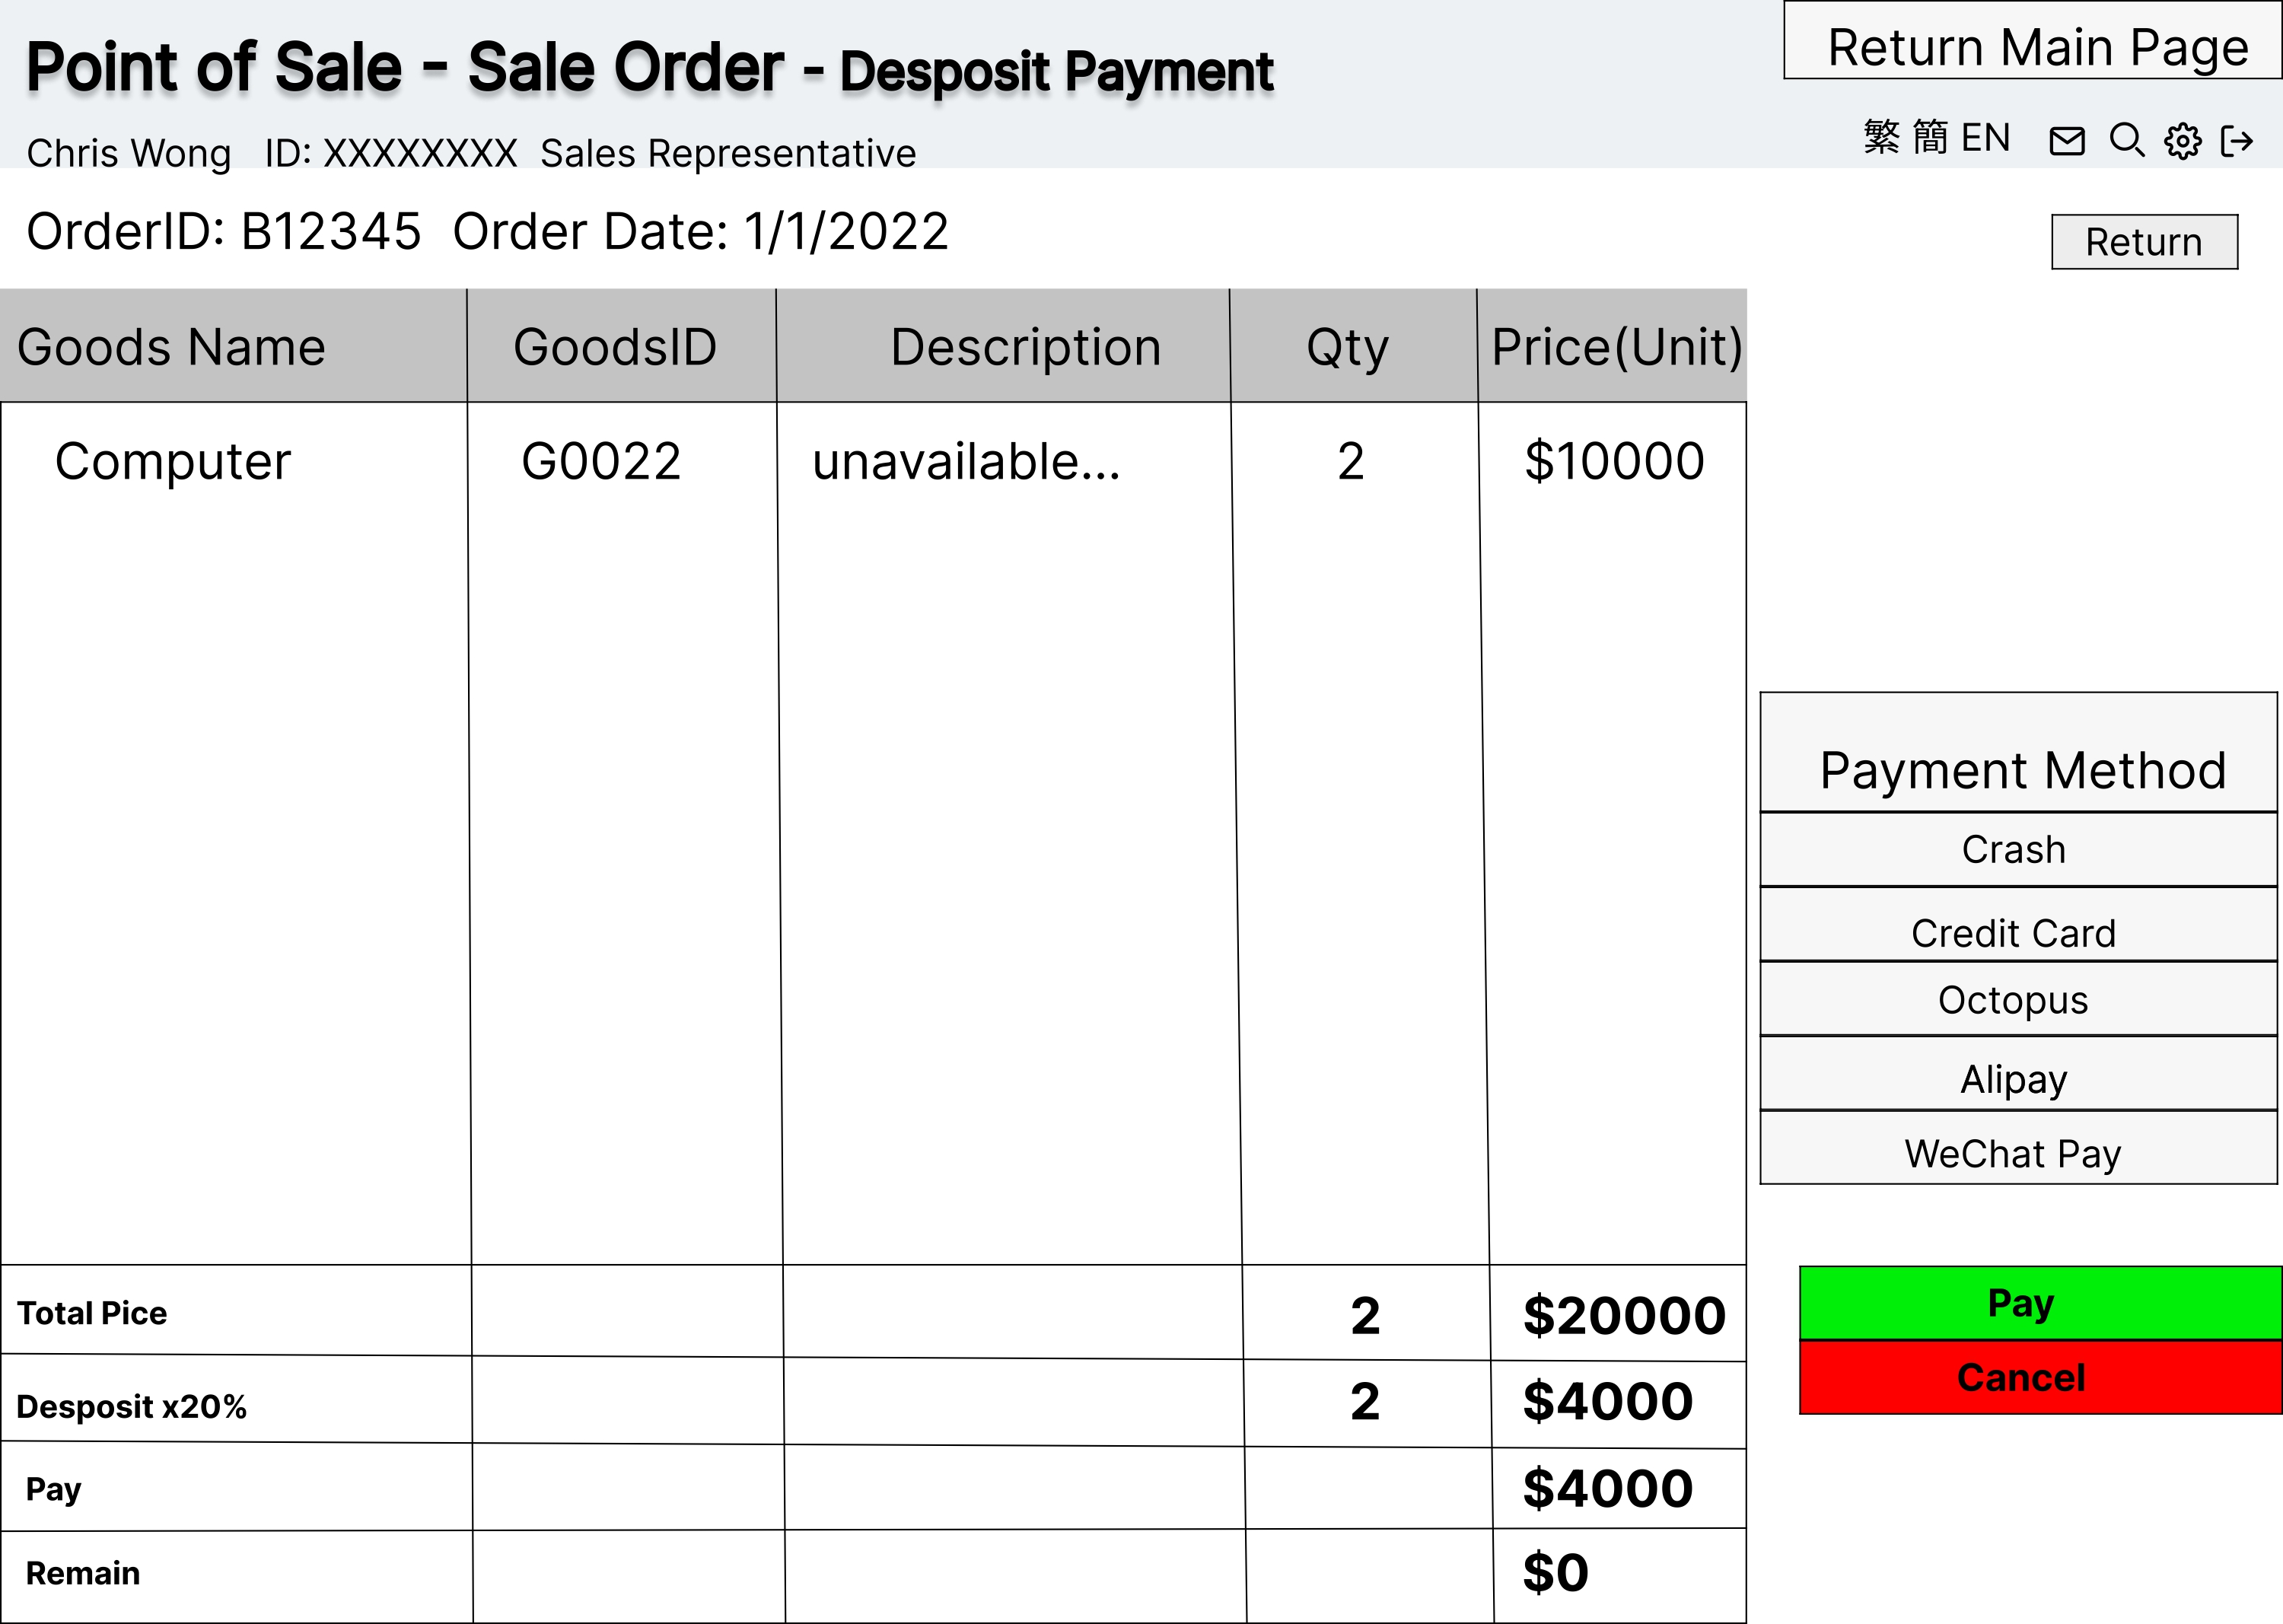 Point of Sale - Sale Order - Desposit Payment
Return Main Page
Chris Wong ID: XXXXXXXX Sales Representative
繁 簡 EN
OrderID: B12345 Order Date: 1/1/2022
Return
Goods Name GoodsID Description Qty Price(Unit)
Computer G0022 unavailable... 2 $10000
Payment Method
Crash
Credit Card
Octopus
Alipay
WeChat Pay
Total Pice 2 $20000
Desposit x20% 2 $4000
Pay $4000
Remain $0
Pay
Cancel